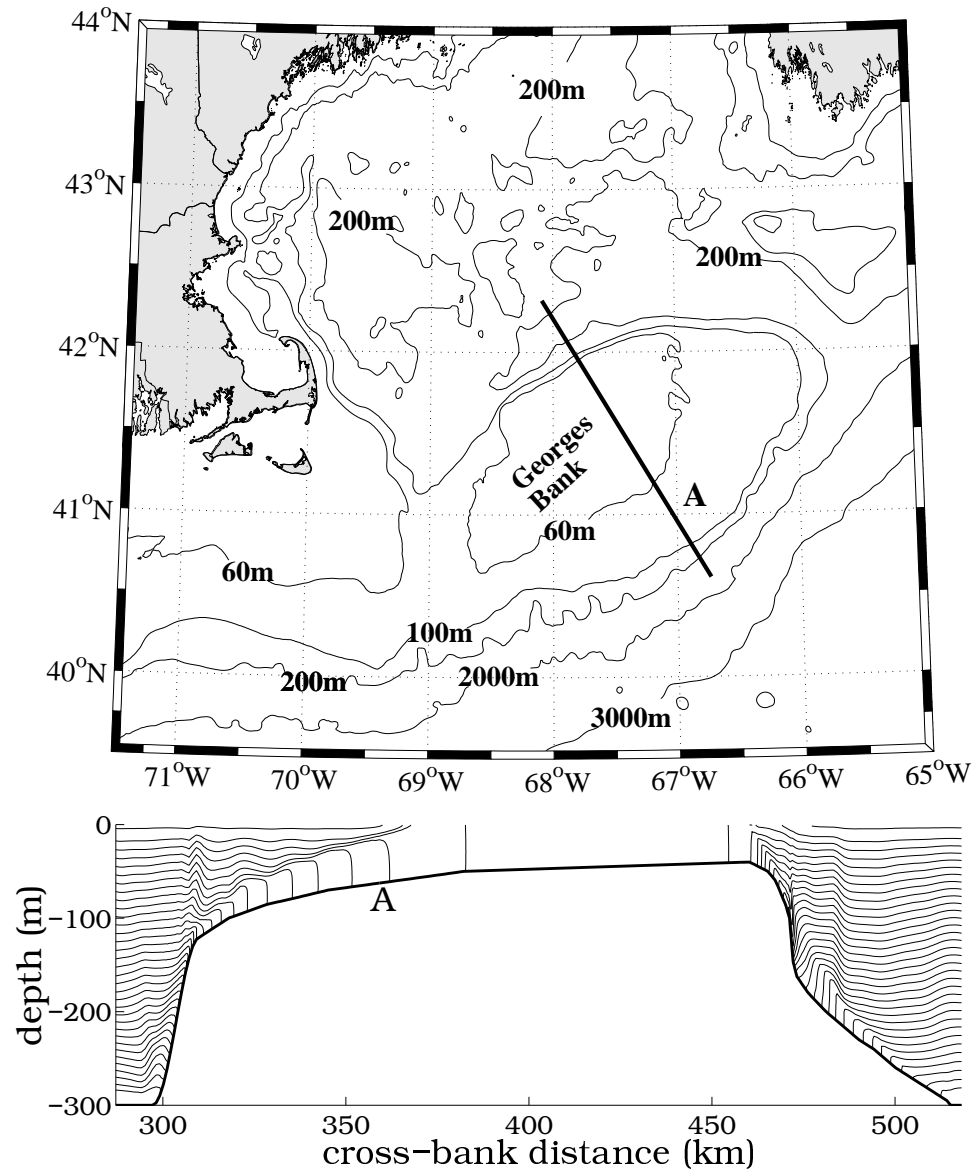 44°N
200m
43°N
200m
200m
42°N
Georges
Bank
A
41°N
60m
60m
100m
40°N
200m
2000m
3000m
71°W 70°W 69°W 68°W 67°W 66°W 65°W
0
−100
−200
−300
depth (m)
A
300 350 400 450 500
cross−bank distance (km)